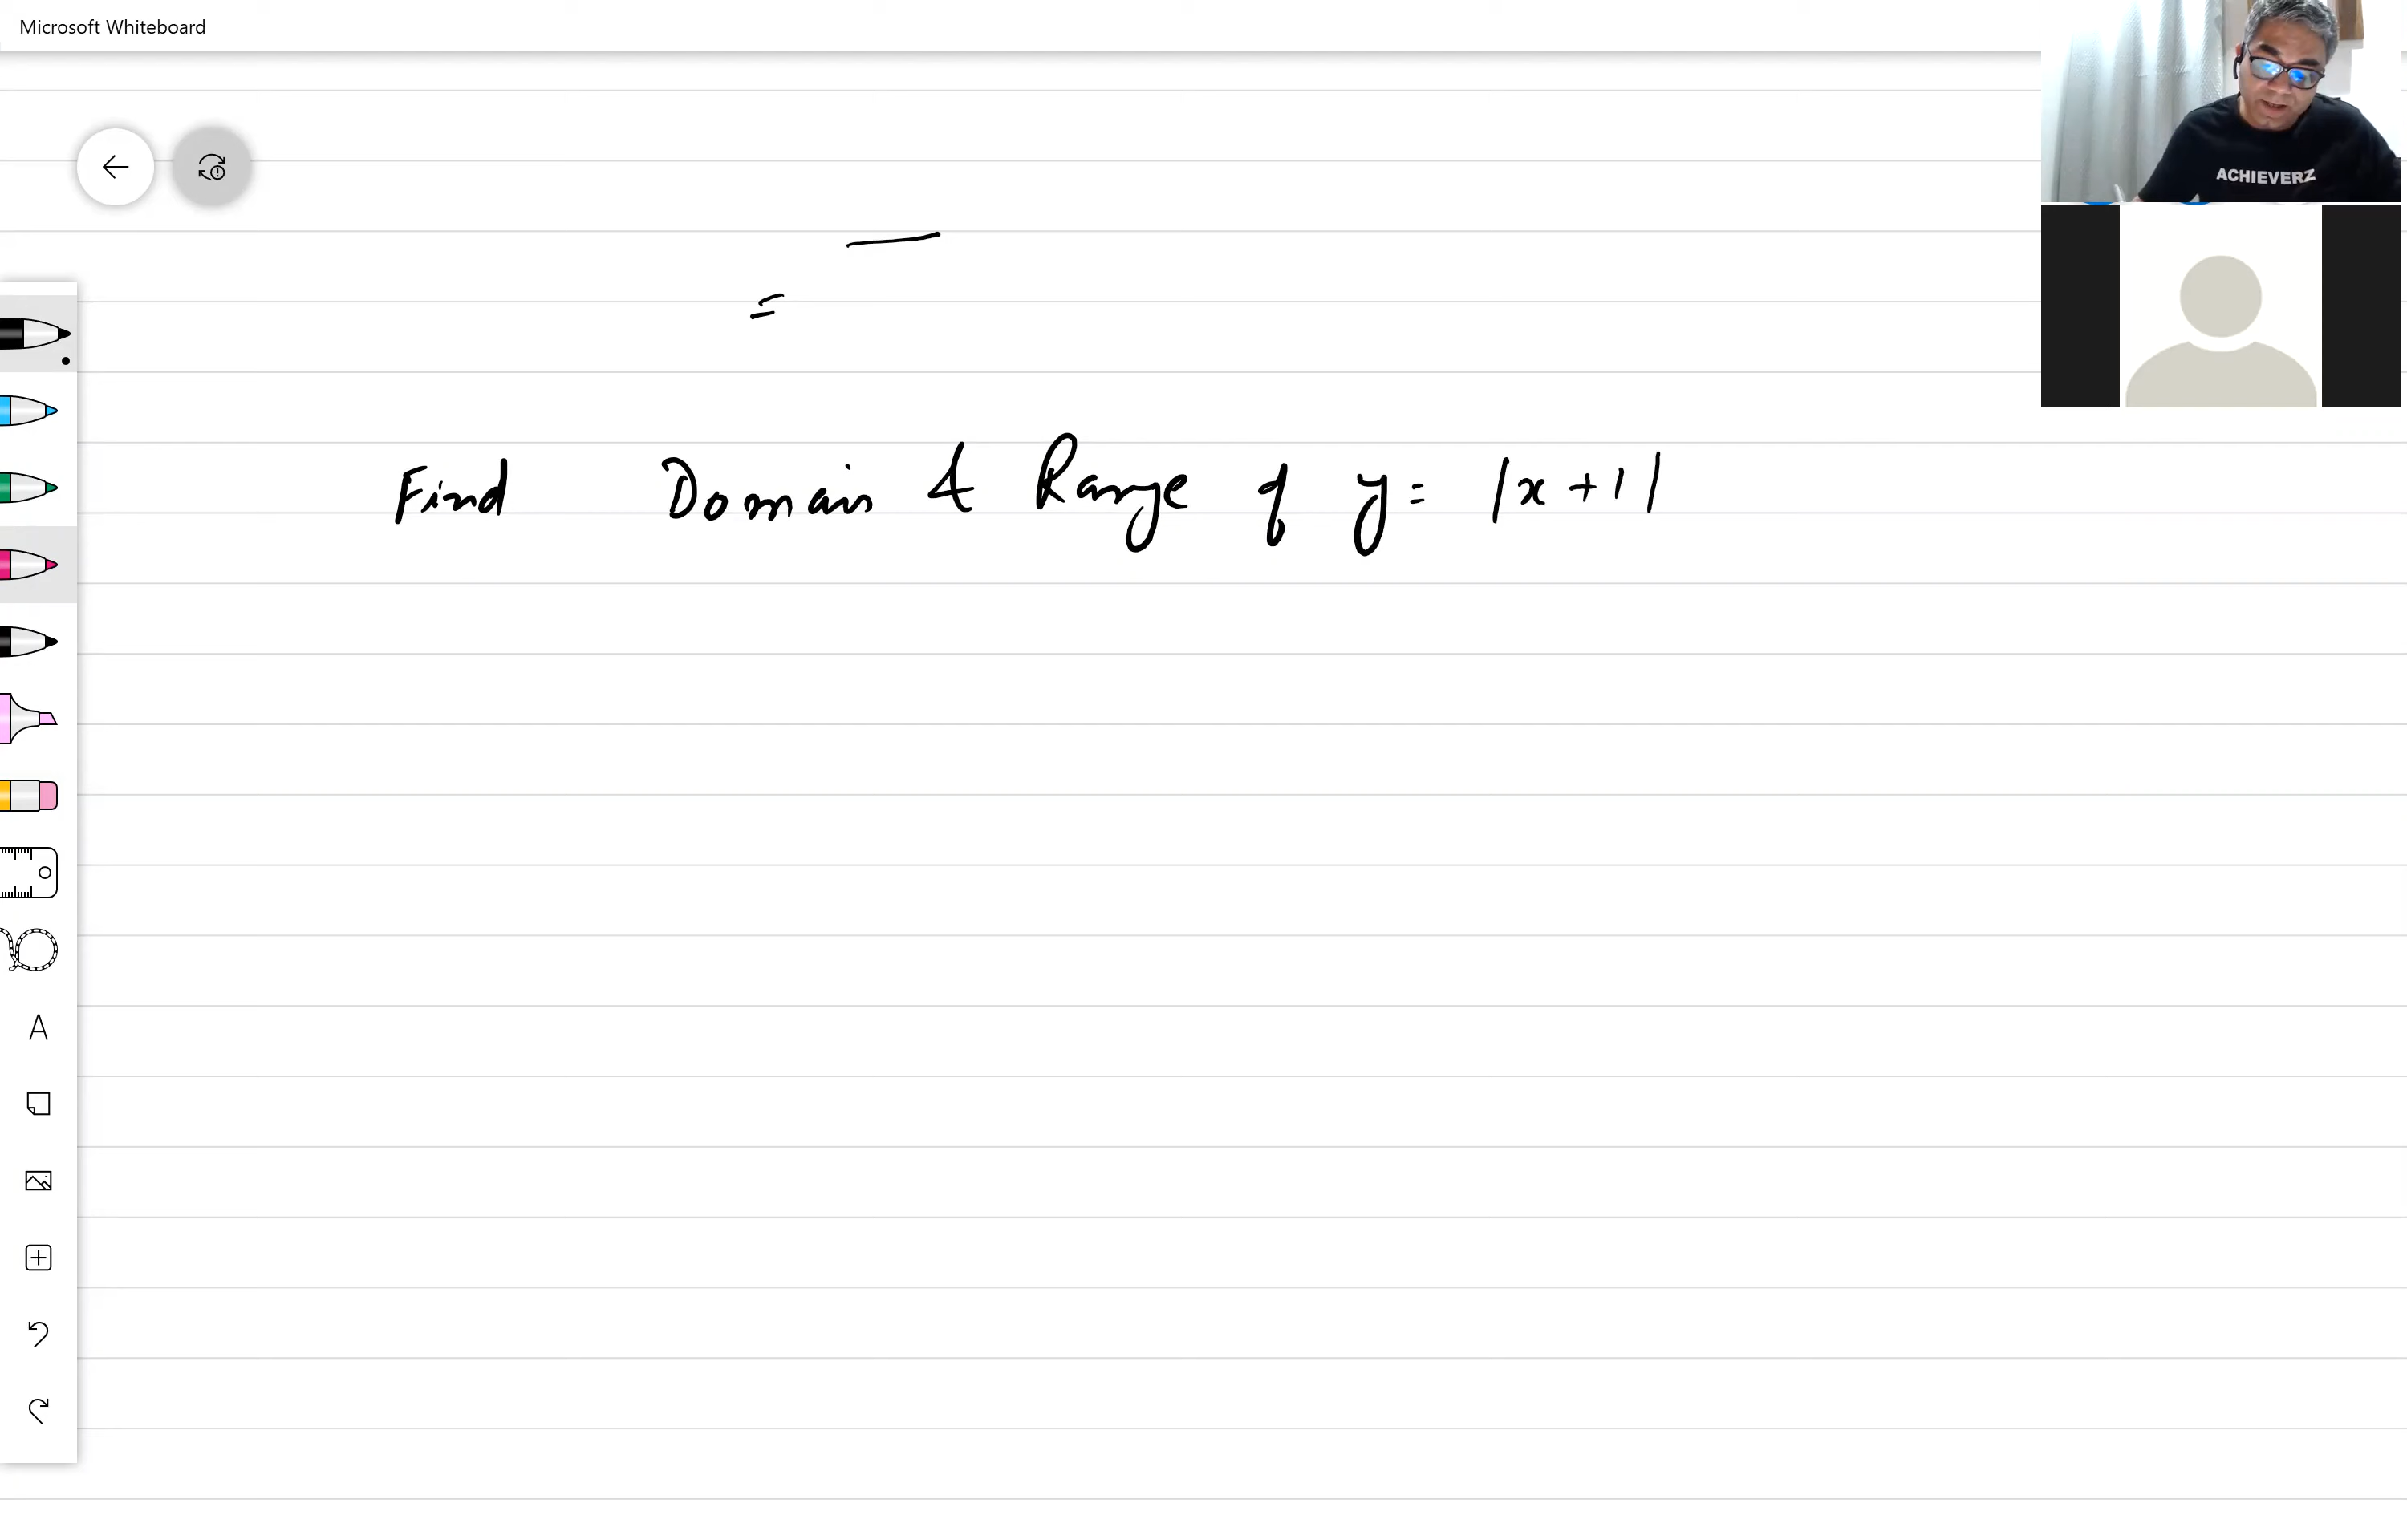 Microsoft Whiteboard
ACHIEVERZ
=
Find Domain & Range of y = |x+1|
A